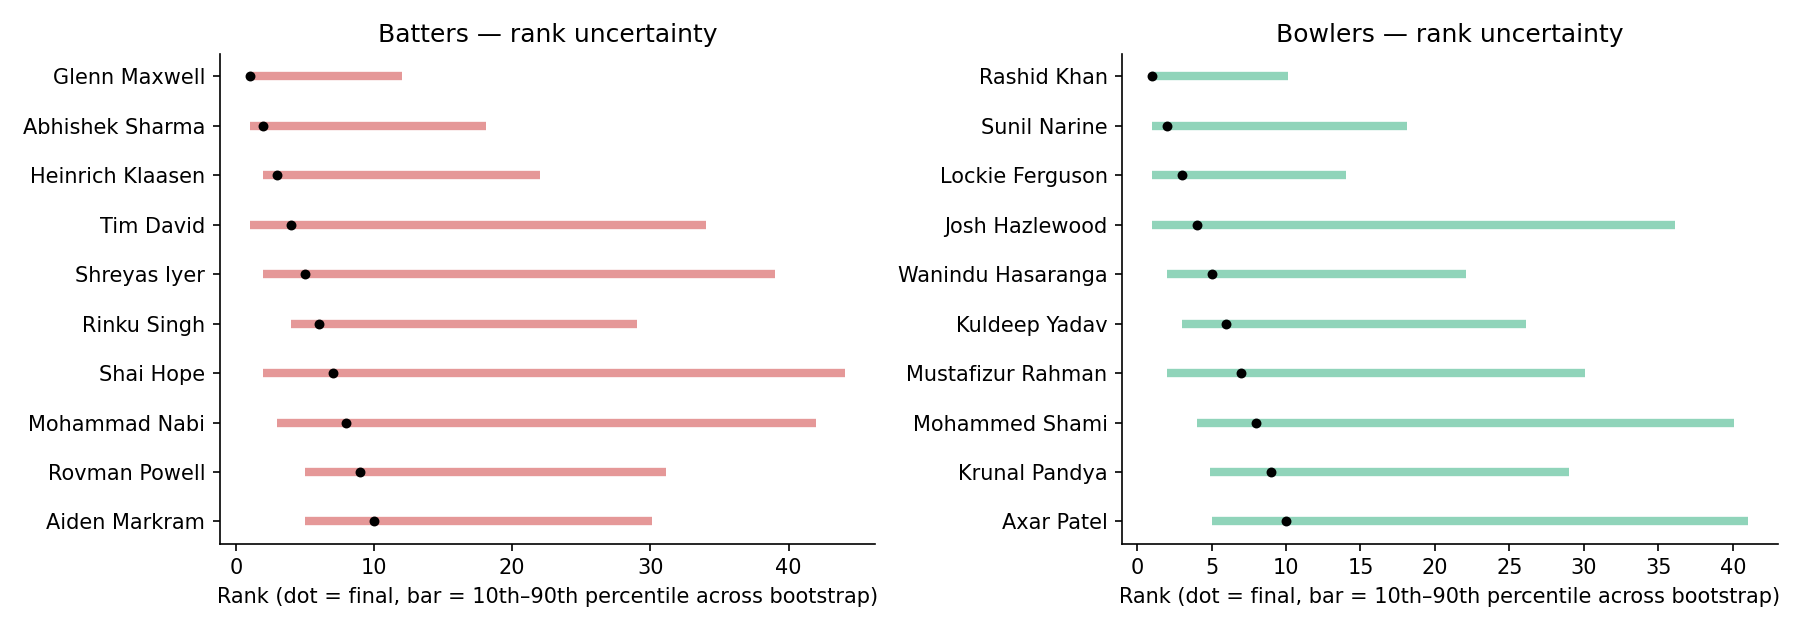 Batters — rank uncertainty
Glenn Maxwell
Abhishek Sharma
Heinrich Klaasen
Tim David
Shreyas Iyer
Rinku Singh
Shai Hope
Mohammad Nabi
Rovman Powell
Aiden Markram
0 10 20 30 40
Rank (dot = final, bar = 10th–90th percentile across bootstrap)
Bowlers — rank uncertainty
Rashid Khan
Sunil Narine
Lockie Ferguson
Josh Hazlewood
Wanindu Hasaranga
Kuldeep Yadav
Mustafizur Rahman
Mohammed Shami
Krunal Pandya
Axar Patel
0 5 10 15 20 25 30 35 40
Rank (dot = final, bar = 10th–90th percentile across bootstrap)